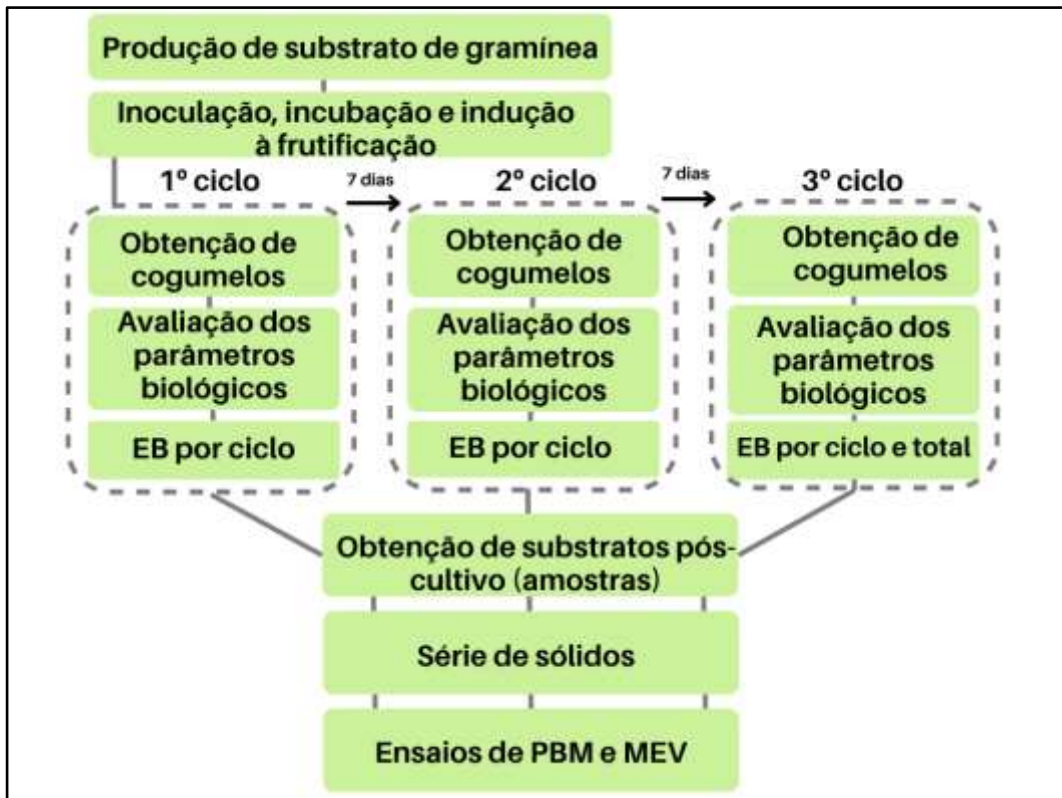 Produção de substrato de gramínea
Inoculação, incubação e indução
à frutificação
1º ciclo
7 dias
2º ciclo
7 dias
3º ciclo
Obtenção de
cogumelos
Avaliação dos
parâmetros
biológicos
EB por ciclo
Obtenção de
cogumelos
Avaliação dos
parâmetros
biológicos
EB por ciclo
Obtenção de
cogumelos
Avaliação dos
parâmetros
biológicos
EB por ciclo e total
Obtenção de substratos pós-
cultivo (amostras)
Série de sólidos
Ensaios de PBM e MEV